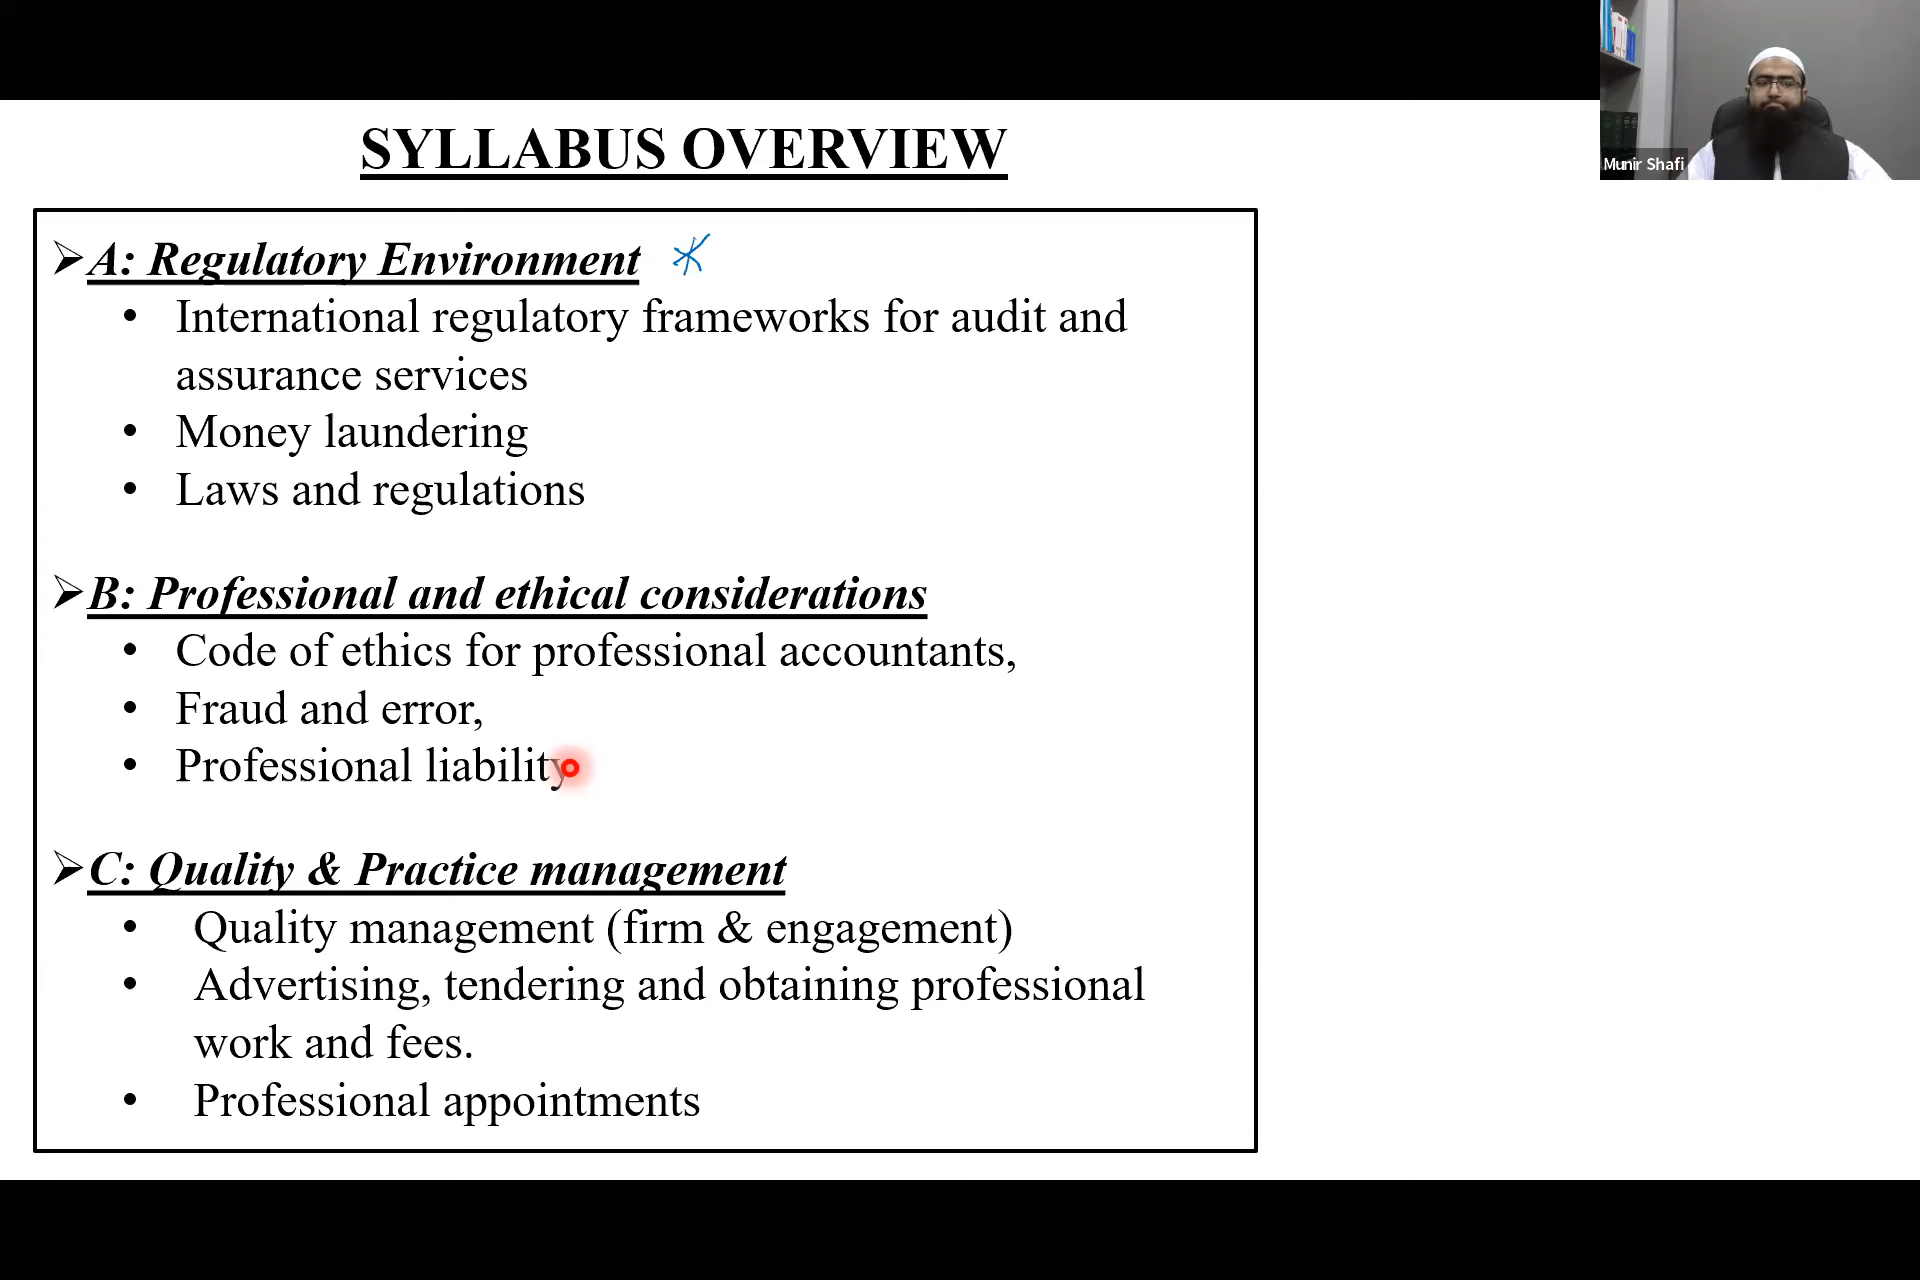 SYLLABUS OVERVIEW
Munir Shafi
➢A: Regulatory Environment
• International regulatory frameworks for audit and
assurance services
• Money laundering
• Laws and regulations
➢B: Professional and ethical considerations
• Code of ethics for professional accountants,
• Fraud and error,
• Professional liability
➢C: Quality & Practice management
• Quality management (firm & engagement)
• Advertising, tendering and obtaining professional
work and fees.
• Professional appointments